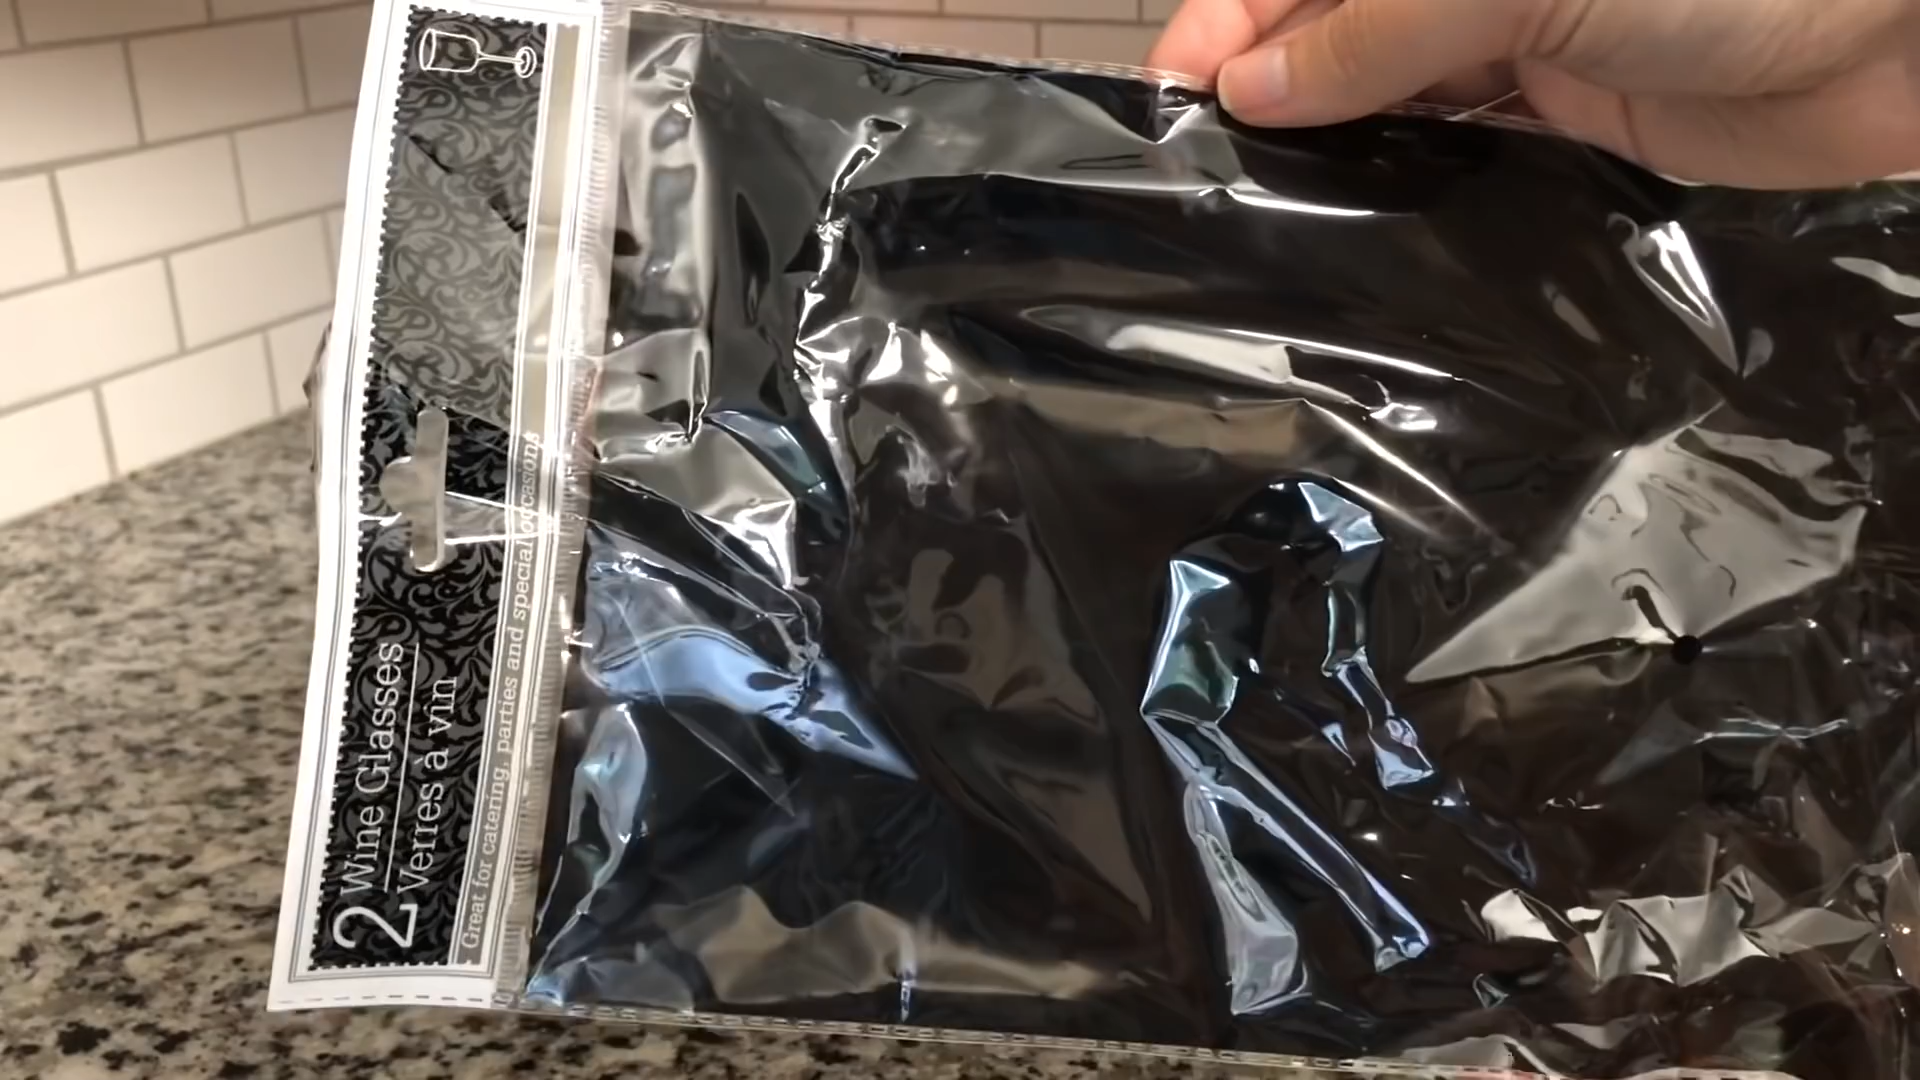 2 Wine Glasses
Verres à vin
Great for catering, parties and special occasions